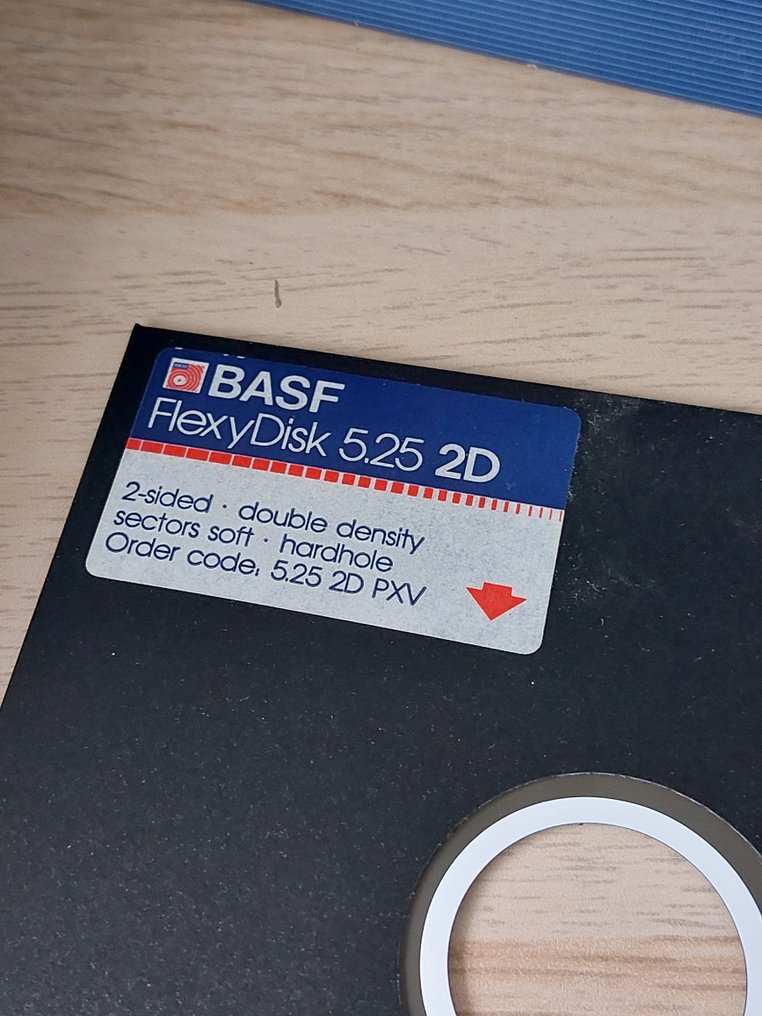 BASF
FlexyDisk 5.25 2D
2-sided · double density
sectors soft · hardhole
Order code: 5.25 2D PXV